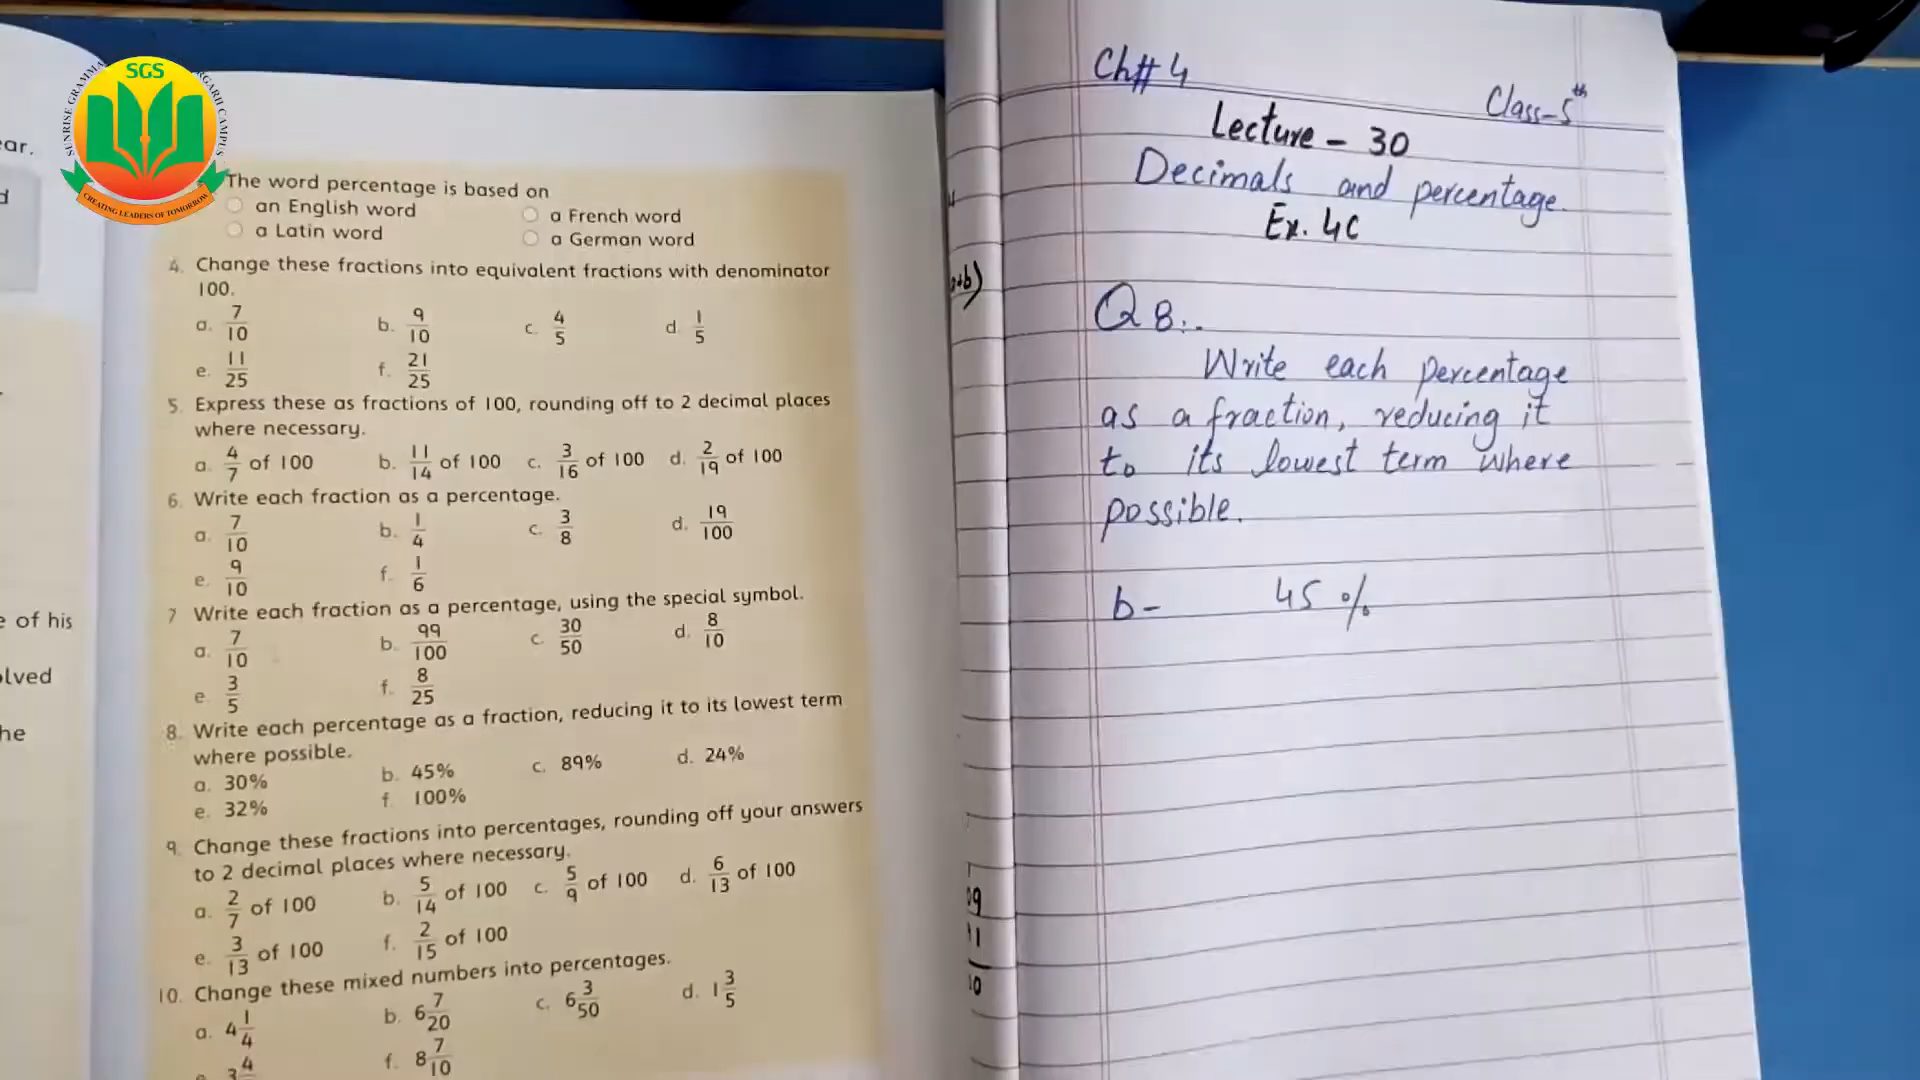 SGS
SUNRISE GRAMMA
RGARH CAMPUS
CREATING LEADERS OF TOMORROW
ear.
d
e of his
olved
he
The word percentage is based on
an English word a French word
a Latin word a German word
4. Change these fractions into equivalent fractions with denominator
100.
a. 7/10 b. 9/10 c. 4/5 d. 1/5
e. 11/25 f. 21/25
5. Express these as fractions of 100, rounding off to 2 decimal places
where necessary.
a. 4/7 of 100 b. 11/14 of 100 c. 3/16 of 100 d. 2/19 of 100
6. Write each fraction as a percentage.
a. 7/10 b. 1/4 c. 3/8 d. 19/100
e. 9/10 f. 1/6
7 Write each fraction as a percentage, using the special symbol.
a. 7/10 b. 99/100 c. 30/50 d. 8/10
e. 3/5 f. 8/25
8. Write each percentage as a fraction, reducing it to its lowest term
where possible.
a. 30% b. 45% c. 89% d. 24%
e. 32% f. 100%
9. Change these fractions into percentages, rounding off your answers
to 2 decimal places where necessary.
a. 2/7 of 100 b. 5/14 of 100 c. 5/9 of 100 d. 6/13 of 100
e. 3/13 of 100 f. 2/15 of 100
10. Change these mixed numbers into percentages.
a. 4 1/4 b. 6 7/20 c. 6 3/50 d. 1 3/5
e. 3 4 f. 8 7/10
Ch# 4
Class-5th
Lecture - 30
Decimals and percentage.
Ex. 4C
Q 8:.
Write each percentage
as a fraction, reducing it
to its lowest term where
possible.
b- 45 %